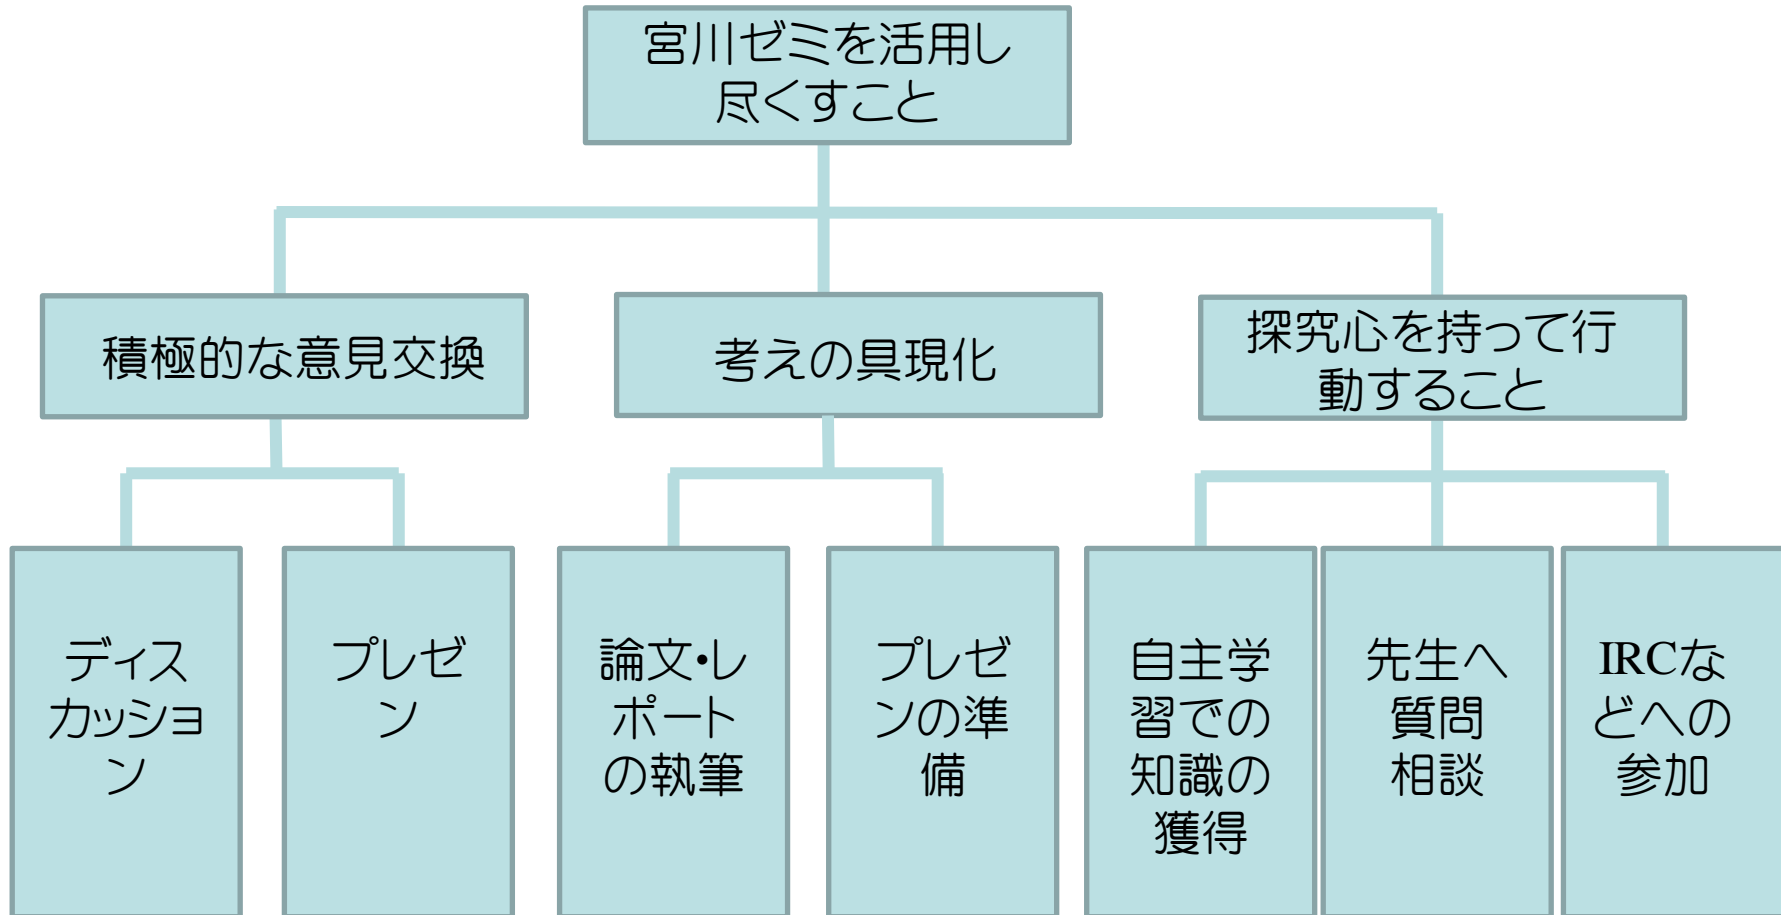 宮川ゼミを活用し
尽くすこと
積極的な意見交換
考えの具現化
探究心を持って行
動すること
ディス
カッショ
ン
プレゼ
ン
論文・レ
ポート
の執筆
プレゼ
ンの準
備
自主学
習での
知識の
獲得
先生へ
質問
相談
IRCな
どへの
参加